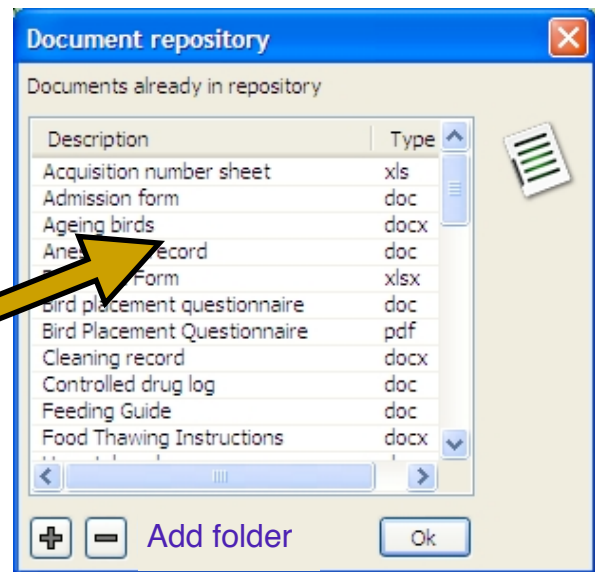 Document repository
Documents already in repository
Description Type
Acquisition number sheet xls
Admission form doc
Ageing birds docx
record doc
Form xlsx
Bird placement questionnaire doc
Bird Placement Questionnaire pdf
Cleaning record docx
Controlled drug log doc
Feeding Guide doc
Food Thawing Instructions docx
Add folder Ok